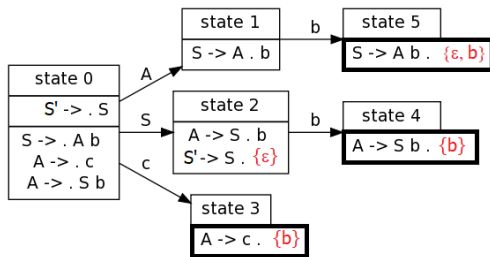 state 0
S' -> . S
S -> . A b
A -> . c
A -> . S b
A
S
c
state 1
S -> A . b
b
state 5
S -> A b . {ε, b}
state 2
A -> S . b
S' -> S . {ε}
b
state 4
A -> S b . {b}
state 3
A -> c . {b}